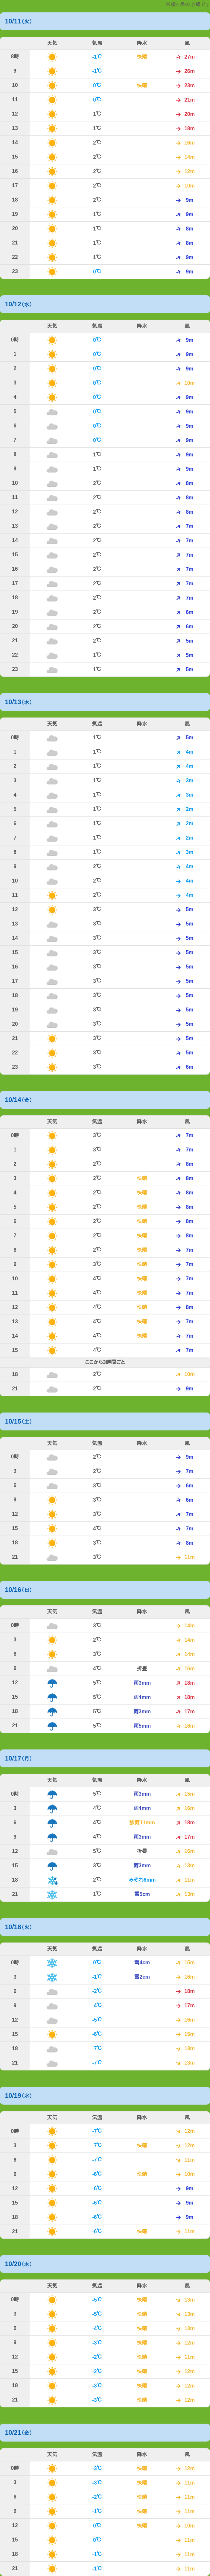 10/11(火)
天気 気温 降水 風
8時 -1℃ 快晴 27m
9 -1℃ 26m
10 0℃ 快晴 23m
11 0℃ 21m
12 1℃ 20m
13 1℃ 18m
14 2℃ 16m
15 2℃ 14m
16 2℃ 12m
17 2℃ 10m
18 2℃ 9m
19 1℃ 9m
20 1℃ 8m
21 1℃ 8m
22 1℃ 9m
23 0℃ 9m
10/12(水)
天気 気温 降水 風
0時 0℃ 9m
1 0℃ 9m
2 0℃ 9m
3 0℃ 10m
4 0℃ 9m
5 0℃ 9m
6 0℃ 9m
7 0℃ 9m
8 1℃ 9m
9 1℃ 9m
10 2℃ 8m
11 2℃ 8m
12 2℃ 8m
13 2℃ 7m
14 2℃ 7m
15 2℃ 7m
16 2℃ 7m
17 2℃ 7m
18 2℃ 7m
19 2℃ 6m
20 2℃ 6m
21 2℃ 5m
22 1℃ 5m
23 1℃ 5m
10/13(木)
天気 気温 降水 風
0時 1℃ 5m
1 1℃ 4m
2 1℃ 4m
3 1℃ 3m
4 1℃ 3m
5 1℃ 2m
6 1℃ 2m
7 1℃ 2m
8 1℃ 3m
9 2℃ 4m
10 2℃ 4m
11 2℃ 4m
12 3℃ 5m
13 3℃ 5m
14 3℃ 5m
15 3℃ 5m
16 3℃ 5m
17 3℃ 5m
18 3℃ 5m
19 3℃ 5m
20 3℃ 5m
21 3℃ 5m
22 3℃ 5m
23 3℃ 6m
10/14(金)
天気 気温 降水 風
0時 3℃ 7m
1 3℃ 7m
2 2℃ 8m
3 2℃ 快晴 8m
4 2℃ 快晴 8m
5 2℃ 快晴 8m
6 2℃ 快晴 8m
7 2℃ 快晴 8m
8 2℃ 快晴 7m
9 3℃ 快晴 7m
10 4℃ 快晴 7m
11 4℃ 快晴 7m
12 4℃ 快晴 8m
13 4℃ 快晴 7m
14 4℃ 快晴 7m
15 4℃ 7m
ここから3時間ごと
18 2℃ 10m
21 2℃ 9m
10/15(土)
天気 気温 降水 風
0時 2℃ 9m
3 2℃ 7m
6 3℃ 6m
9 3℃ 6m
12 3℃ 7m
15 4℃ 7m
18 3℃ 8m
21 3℃ 11m
10/16(日)
天気 気温 降水 風
0時 3℃ 14m
3 2℃ 14m
6 3℃ 14m
9 4℃ 折畳 16m
12 5℃ 雨3mm 18m
15 5℃ 雨4mm 18m
18 5℃ 雨3mm 17m
21 5℃ 雨5mm 16m
10/17(月)
天気 気温 降水 風
0時 5℃ 雨3mm 15m
3 4℃ 雨4mm 16m
6 4℃ 強雨11mm 18m
9 4℃ 雨3mm 17m
12 5℃ 折畳 16m
15 3℃ 雨3mm 13m
18 2℃ みぞれ6mm 11m
21 1℃ 雪5cm 13m
10/18(火)
天気 気温 降水 風
0時 0℃ 雪4cm 15m
3 -1℃ 雪2cm 16m
6 -2℃ 18m
9 -4℃ 17m
12 -5℃ 16m
15 -6℃ 15m
18 -7℃ 13m
21 -7℃ 13m
10/19(水)
天気 気温 降水 風
0時 -7℃ 12m
3 -7℃ 快晴 12m
6 -7℃ 11m
9 -6℃ 快晴 10m
12 -6℃ 9m
15 -6℃ 9m
18 -6℃ 9m
21 -6℃ 快晴 11m
10/20(木)
天気 気温 降水 風
0時 -5℃ 快晴 13m
3 -5℃ 快晴 13m
6 -4℃ 快晴 13m
9 -3℃ 快晴 12m
12 -2℃ 快晴 11m
15 -2℃ 快晴 12m
18 -3℃ 快晴 12m
21 -3℃ 快晴 12m
10/21(金)
天気 気温 降水 風
0時 -3℃ 快晴 12m
3 -3℃ 快晴 11m
6 -2℃ 快晴 11m
9 -1℃ 快晴 11m
12 0℃ 快晴 10m
15 0℃ 11m
18 -1℃ 11m
21 -1℃ 11m